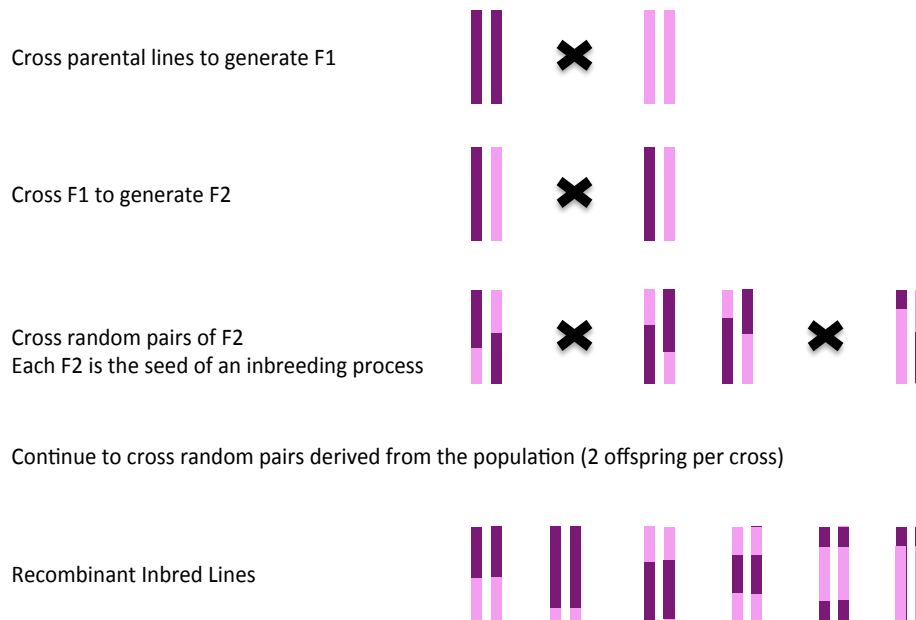 Cross parental lines to generate F1
Cross F1 to generate F2
Cross random pairs of F2
Each F2 is the seed of an inbreeding process
Continue to cross random pairs derived from the population (2 offspring per cross)
Recombinant Inbred Lines